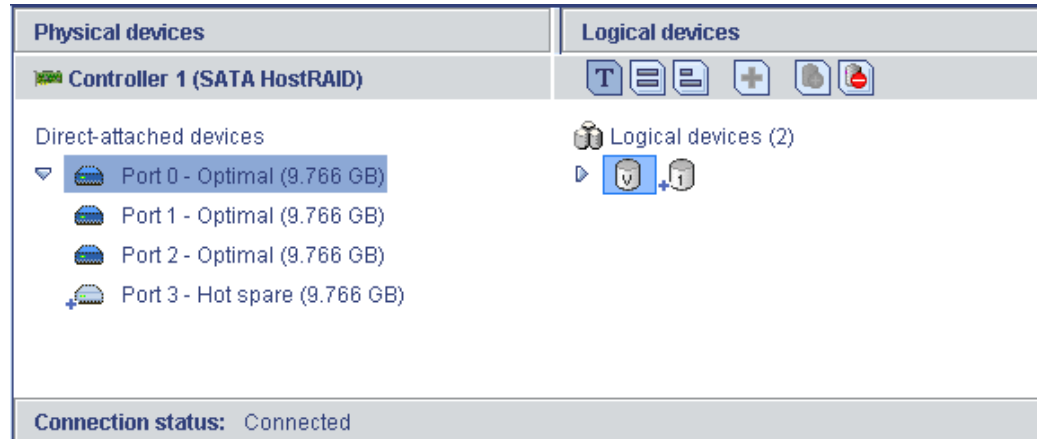 Physical devices
Logical devices
Controller 1 (SATA HostRAID)
T
Direct-attached devices
Logical devices (2)
Port 0 - Optimal (9.766 GB)
V
1
Port 1 - Optimal (9.766 GB)
Port 2 - Optimal (9.766 GB)
Port 3 - Hot spare (9.766 GB)
Connection status: Connected